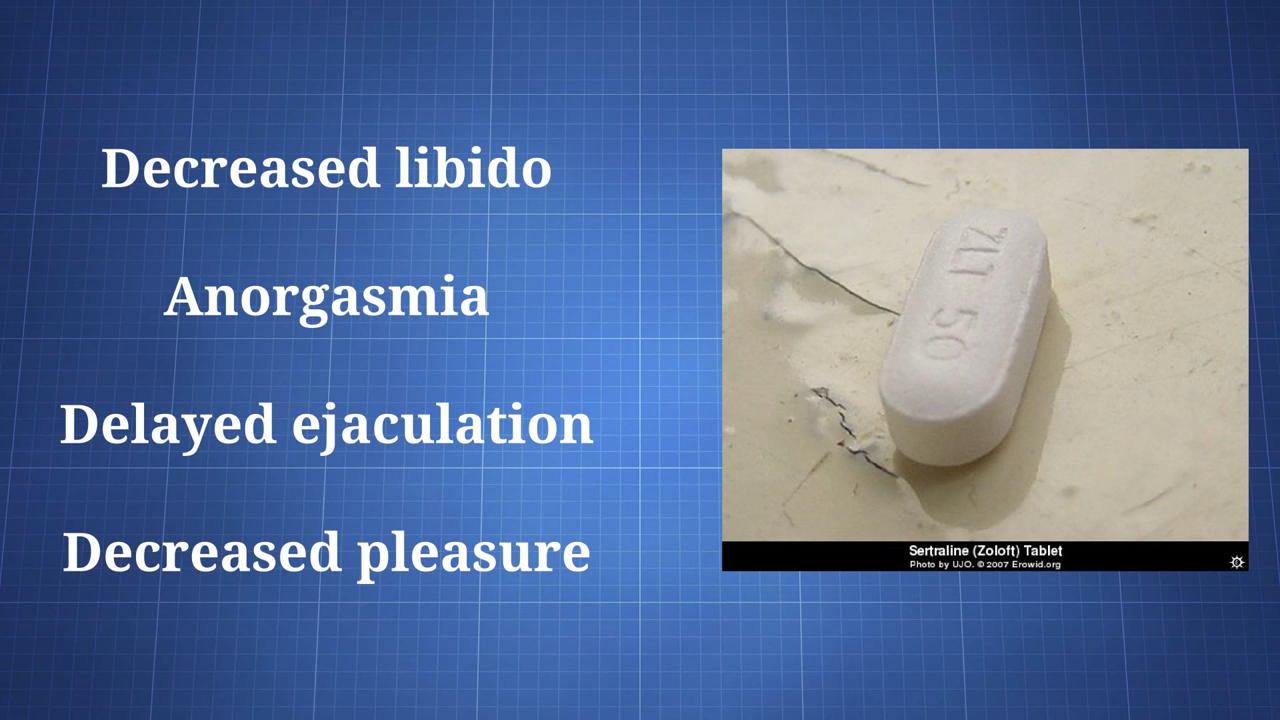 Decreased libido
Anorgasmia
Delayed ejaculation
Decreased pleasure
ZLT 50
Sertraline (Zoloft) Tablet
Photo by UJO. © 2007 Erowid.org